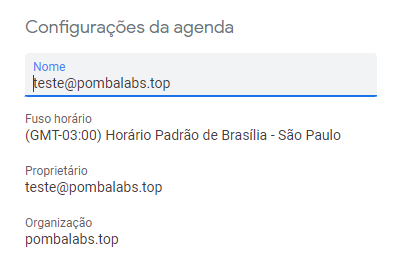 Configurações da agenda
Nome
teste@pombalabs.top
Fuso horário
(GMT-03:00) Horário Padrão de Brasília - São Paulo
Proprietário
teste@pombalabs.top
Organização
pombalabs.top